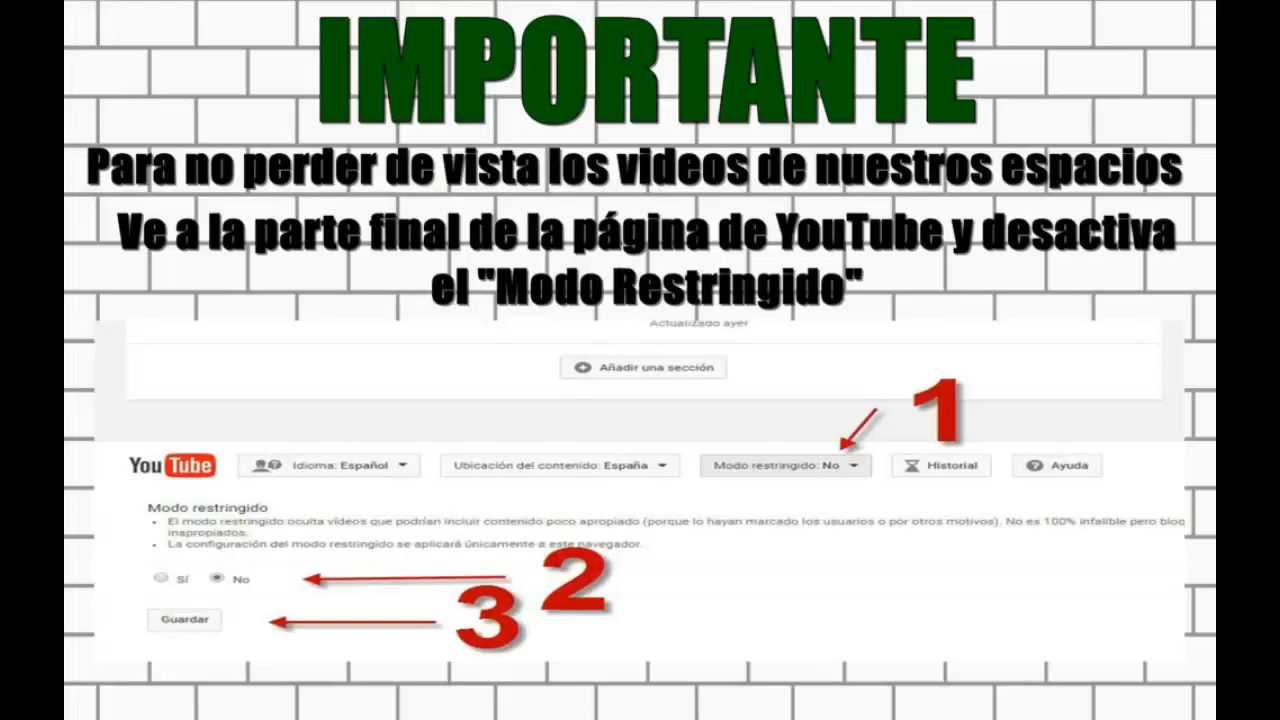 IMPORTANTE
Para no perder de vista los videos de nuestros espacios
Ve a la parte final de la página de YouTube y desactiva
el "Modo Restringido"
Actualizado ayer
Añadir una sección
1
YouTube Idioma: Español Ubicación del contenido: España Modo restringido: No Historial Ayuda
Modo restringido
El modo restringido oculta vídeos que podrían incluir contenido poco apropiado (porque lo hayan marcado los usuarios o por otros motivos). No es 100% infalible pero bloq
inapropiados.
La configuración del modo restringido se aplicará únicamente a este navegador.
Sí No
2
Guardar
3